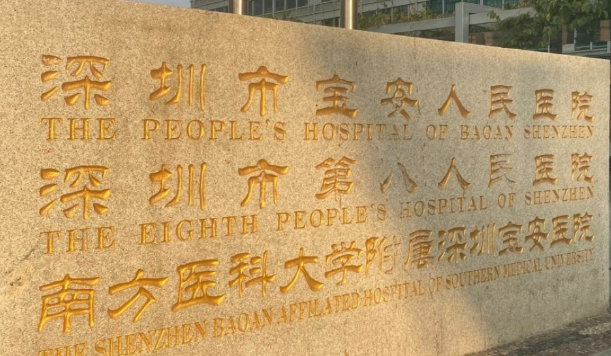 深圳市宝安人民医院
THE PEOPLE'S HOSPITAL OF BAOAN SHENZHEN
深圳市第八人民医院
THE EIGHTH PEOPLE'S HOSPITAL OF SHENZHEN
南方医科大学附属深圳宝安医院
THE SHENZHEN BAOAN AFFILIATED HOSPITAL OF SOUTHERN MEDICAL UNIVERSITY